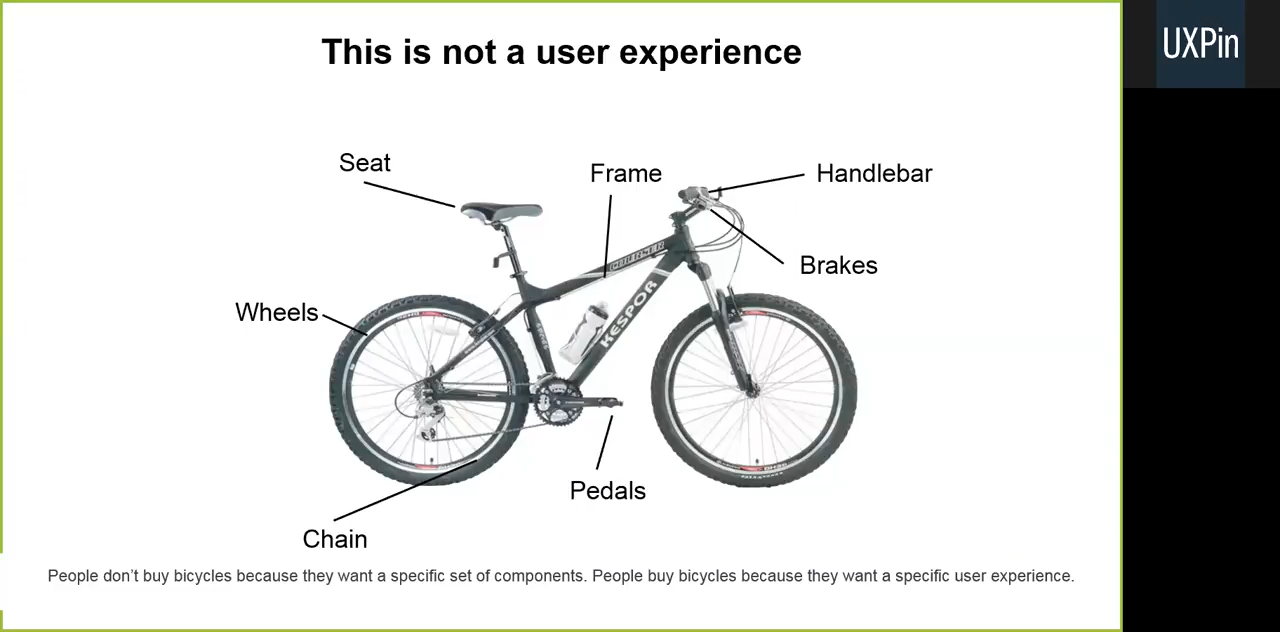 This is not a user experience
UXPin
Seat
Frame
Handlebar
Brakes
COURSER
KESPOR
Wheels
Pedals
Chain
People don’t buy bicycles because they want a specific set of components. People buy bicycles because they want a specific user experience.